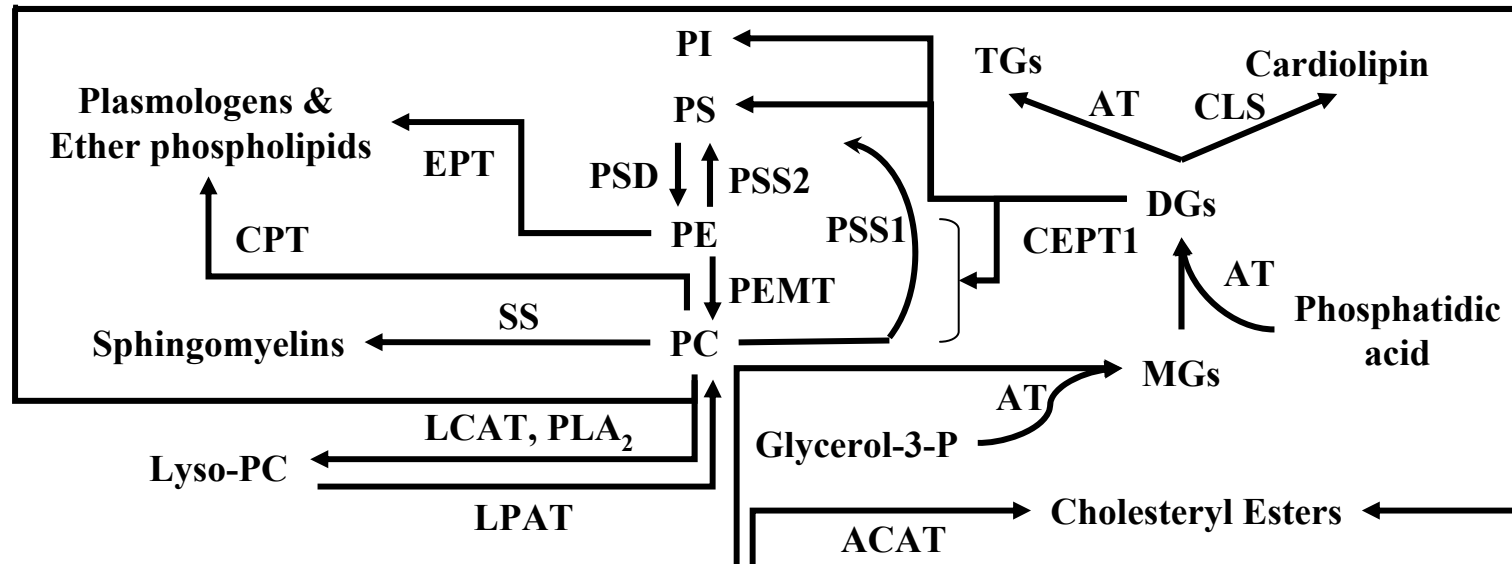 PI
TGs
Cardiolipin
Plasmologens &
Ether phospholipids
PS
AT
CLS
EPT
PSD
PSS2
DGs
CPT
PE
PSS1
CEPT1
PEMT
AT
SS
Phosphatidic
acid
Sphingomyelins
PC
MGs
AT
LCAT, PLA₂
Glycerol-3-P
Lyso-PC
LPAT
Cholesteryl Esters
ACAT